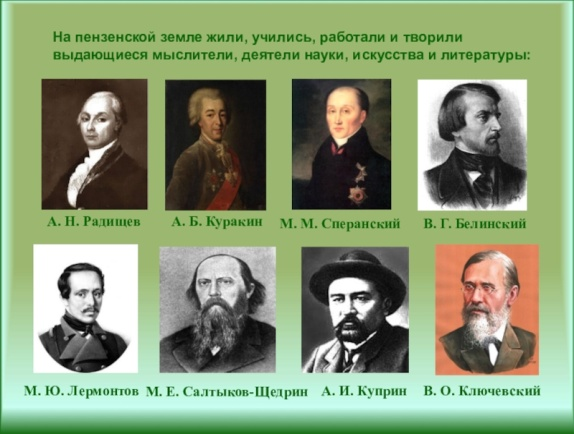 На пензенской земле жили, учились, работали и творили
выдающиеся мыслители, деятели науки, искусства и литературы:
А. Н. Радищев
А. Б. Куракин
М. М. Сперанский
В. Г. Белинский
М. Ю. Лермонтов
М. Е. Салтыков-Щедрин
А. И. Куприн
В. О. Ключевский